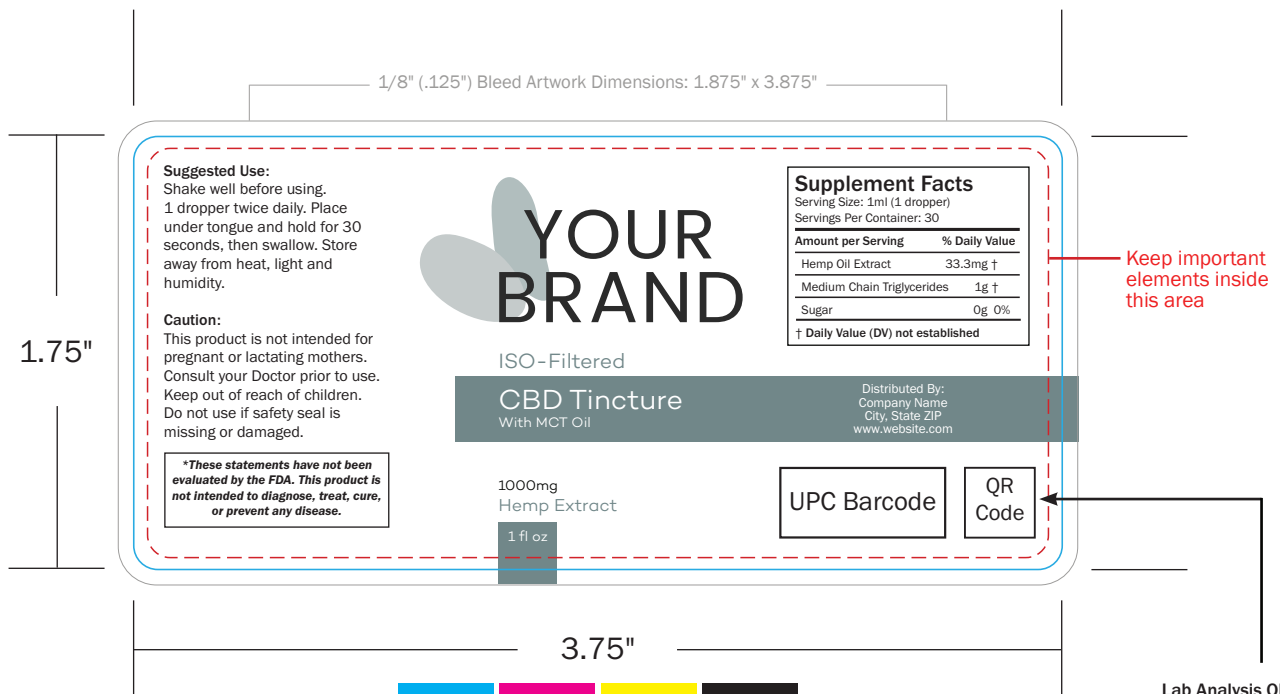 1/8" (.125") Bleed Artwork Dimensions: 1.875" x 3.875"
Suggested Use:
Shake well before using.
1 dropper twice daily. Place
under tongue and hold for 30
seconds, then swallow. Store
away from heat, light and
humidity.
Caution:
This product is not intended for
pregnant or lactating mothers.
Consult your Doctor prior to use.
Keep out of reach of children.
Do not use if safety seal is
missing or damaged.
*These statements have not been
evaluated by the FDA. This product is
not intended to diagnose, treat, cure,
or prevent any disease.
YOUR
BRAND
ISO-Filtered
CBD Tincture
With MCT Oil
1000mg
Hemp Extract
1 fl oz
Supplement Facts
Serving Size: 1ml (1 dropper)
Servings Per Container: 30
Amount per Serving % Daily Value
Hemp Oil Extract 33.3mg †
Medium Chain Triglycerides 1g †
Sugar 0g 0%
† Daily Value (DV) not established
Distributed By:
Company Name
City, State ZIP
www.website.com
UPC Barcode
QR
Code
Keep important
elements inside
this area
1.75"
3.75"
Lab Analysis